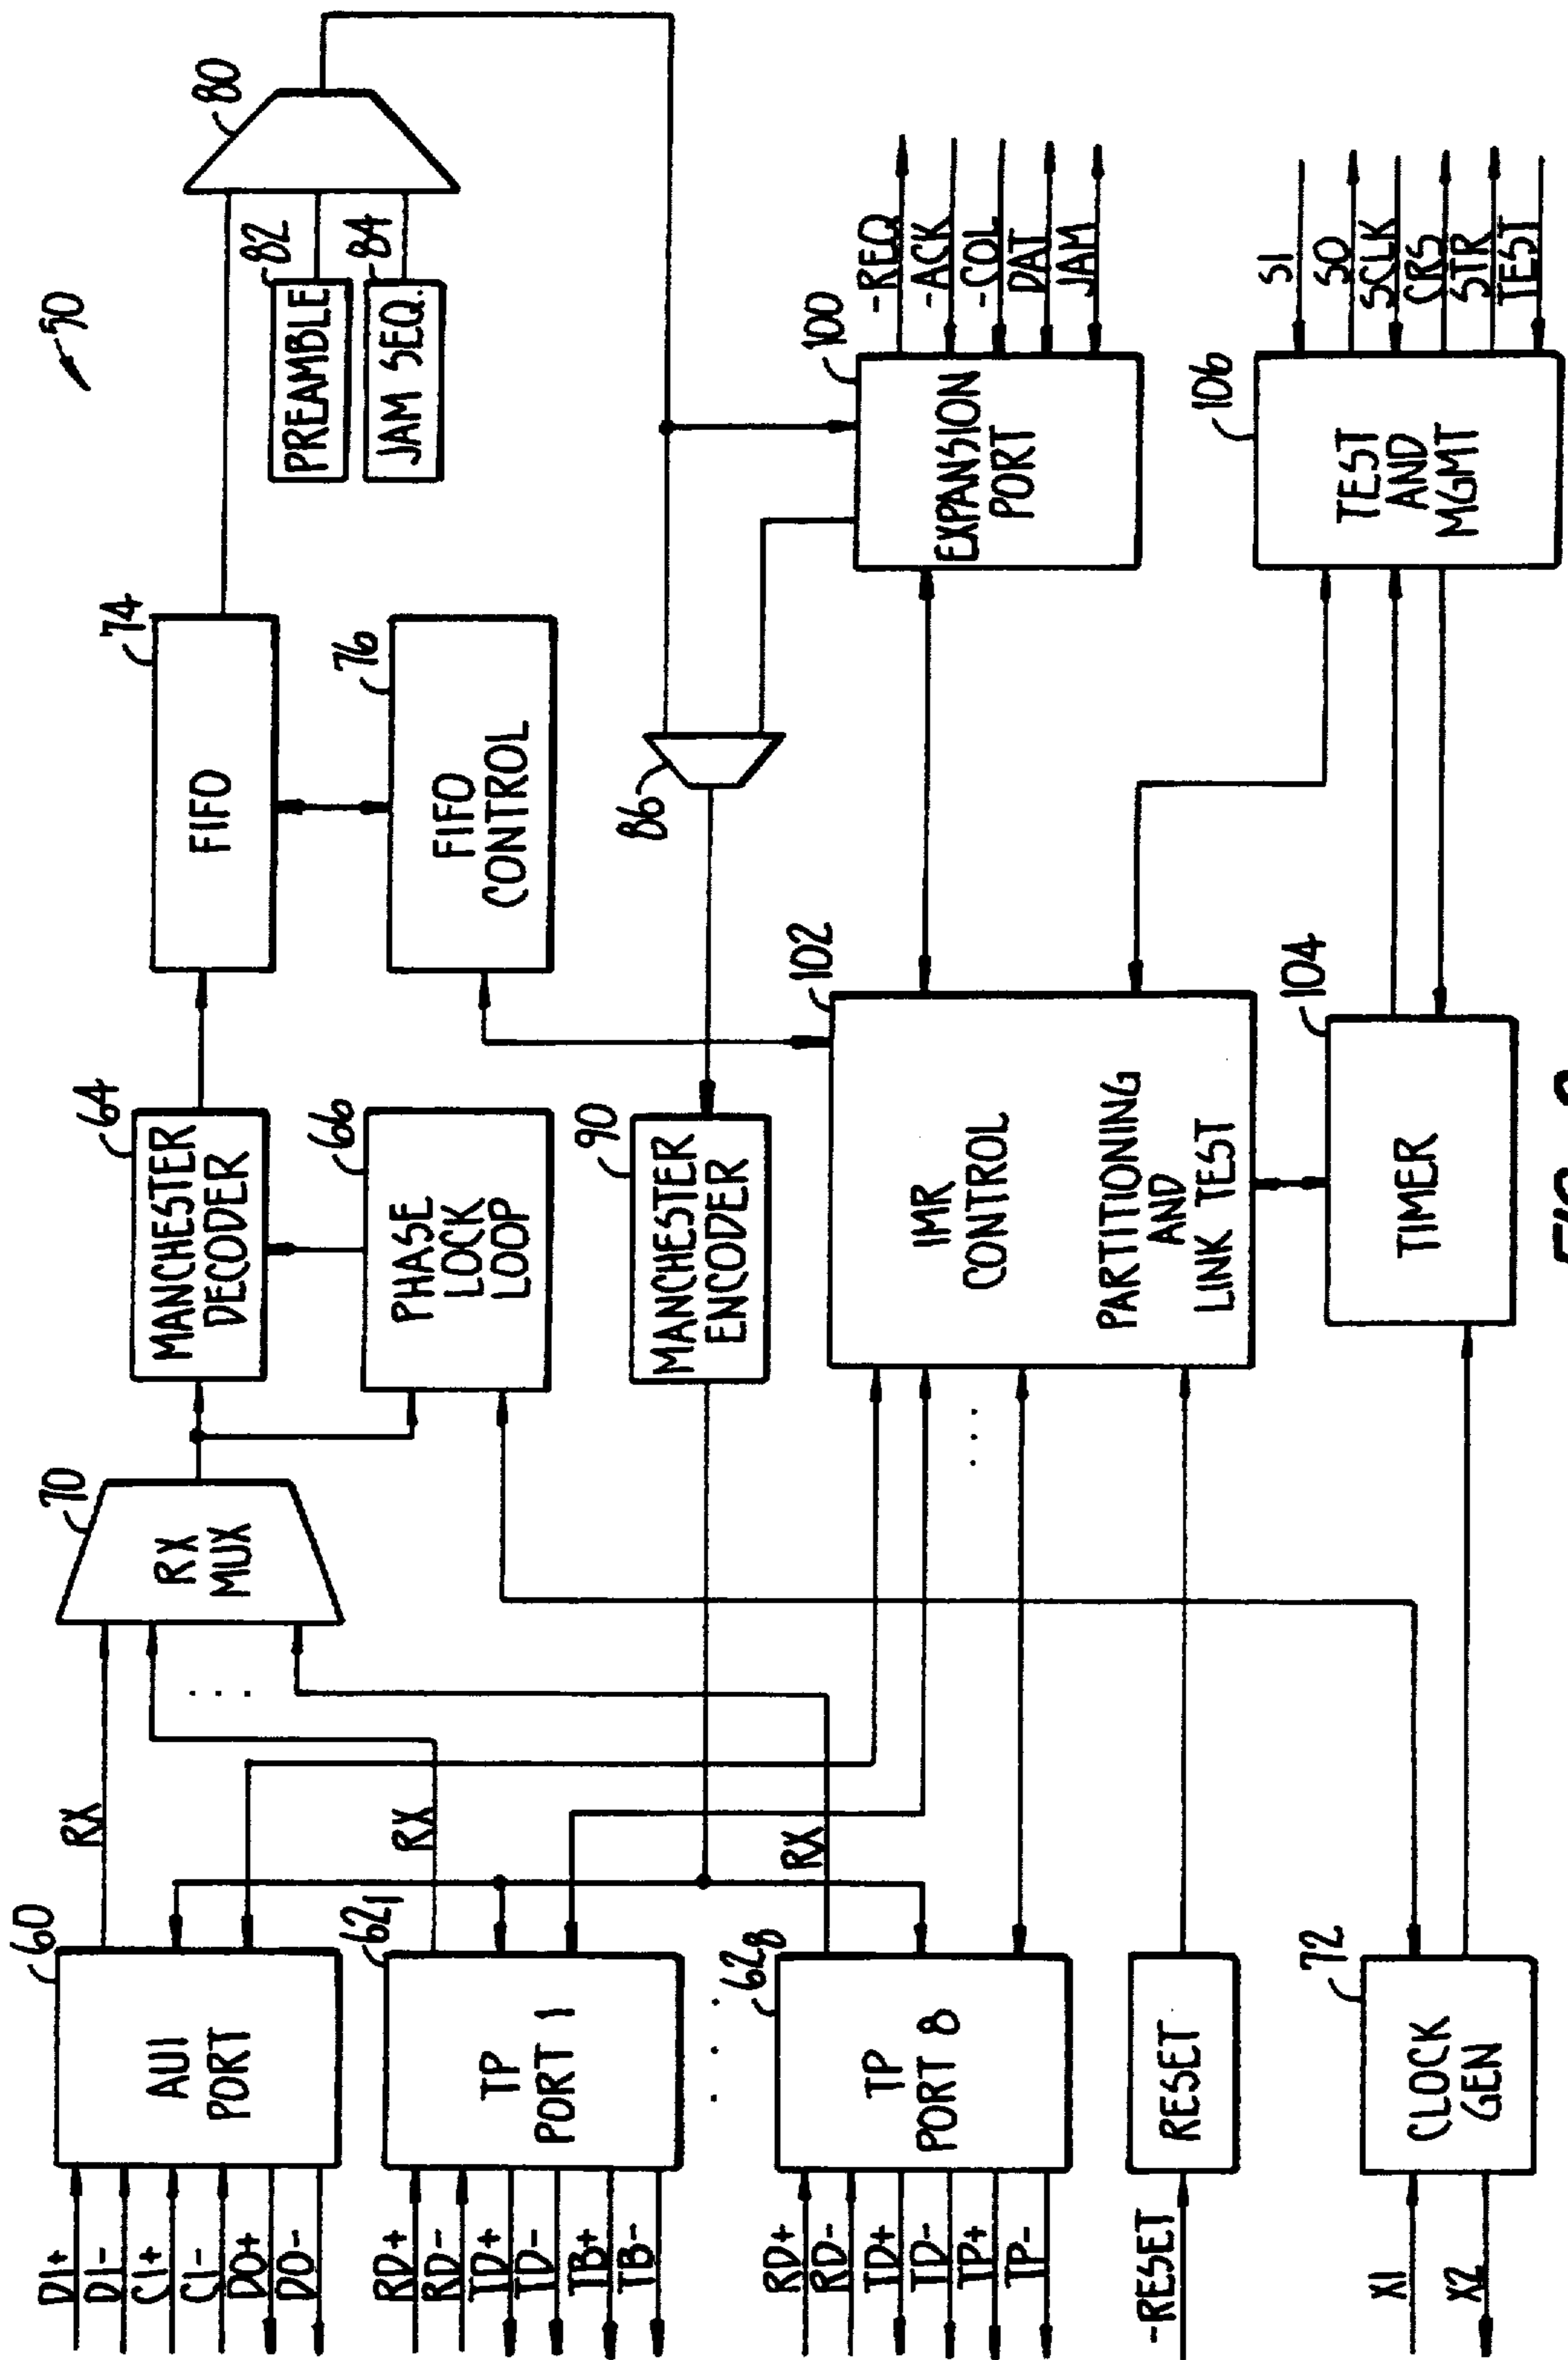 50
DI+
DI-
CI+
CI-
DO+
DO-
60
AUI
PORT
RX
RD+
RD-
TD+
TD-
TB+
TB-
62₁
TP
PORT 1
RX
RD+
RD-
TD+
TD-
TP+
TP-
62₈
TP
PORT 8
RX
-RESET
RESET
X1
X2
72
CLOCK
GEN
70
RX
MUX
64
MANCHESTER
DECODER
66
PHASE
LOCK
LOOP
90
MANCHESTER
ENCODER
102
IMR
CONTROL
PARTITIONING
AND
LINK TEST
104
TIMER
74
FIFO
76
FIFO
CONTROL
86
80
82
PREAMBLE
84
JAM SEQ.
100
EXPANSION
PORT
-REQ
-ACK
-COL
DAT
JAM
106
TEST
AND
MGMT
SI
SO
SCLK
CRS
STR
TEST